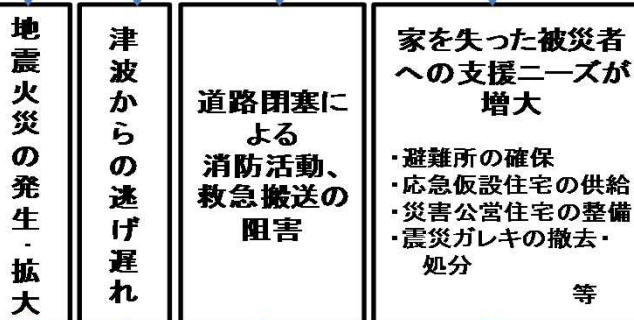 地震火災の発生・拡大
津波からの逃げ遅れ
道路閉塞に
よる
消防活動、
救急搬送の
阻害
家を失った被災者
への支援ニーズが
増大
・避難所の確保
・応急仮設住宅の供給
・災害公営住宅の整備
・震災ガレキの撤去・
処分
等